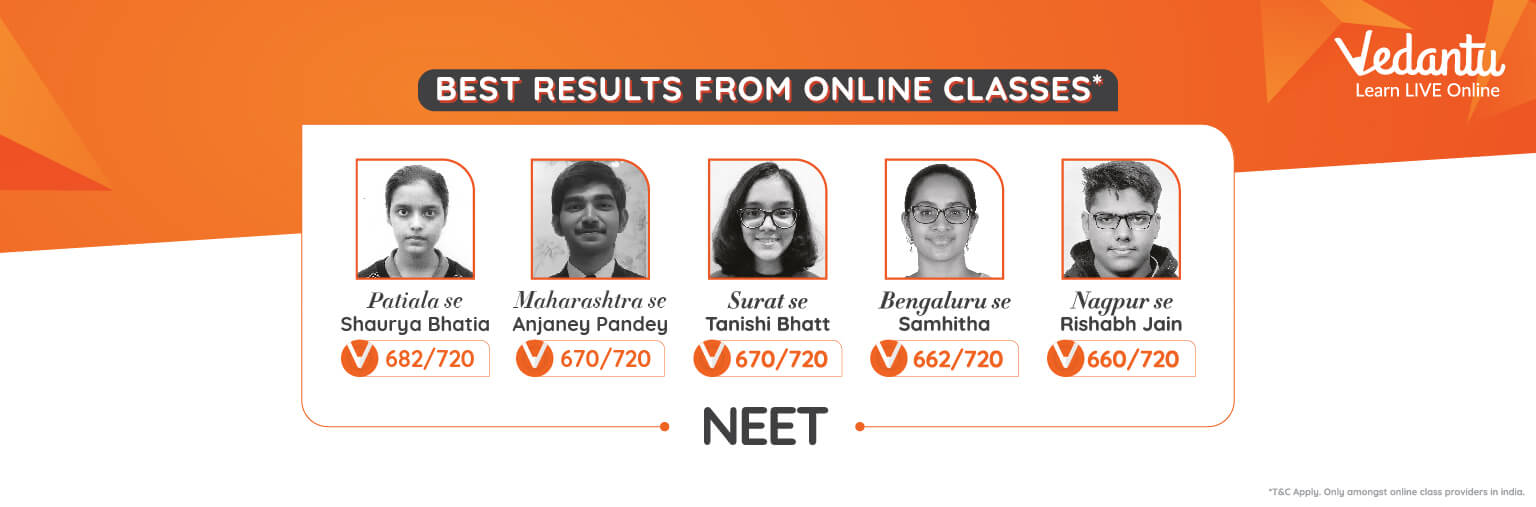 Vedantu
Learn LIVE Online
BEST RESULTS FROM ONLINE CLASSES*
Patiala se
Shaurya Bhatia
682/720
Maharashtra se
Anjaney Pandey
670/720
Surat se
Tanishi Bhatt
670/720
Bengaluru se
Samhitha
662/720
Nagpur se
Rishabh Jain
660/720
NEET
*T&C Apply. Only amongst online class providers in india.